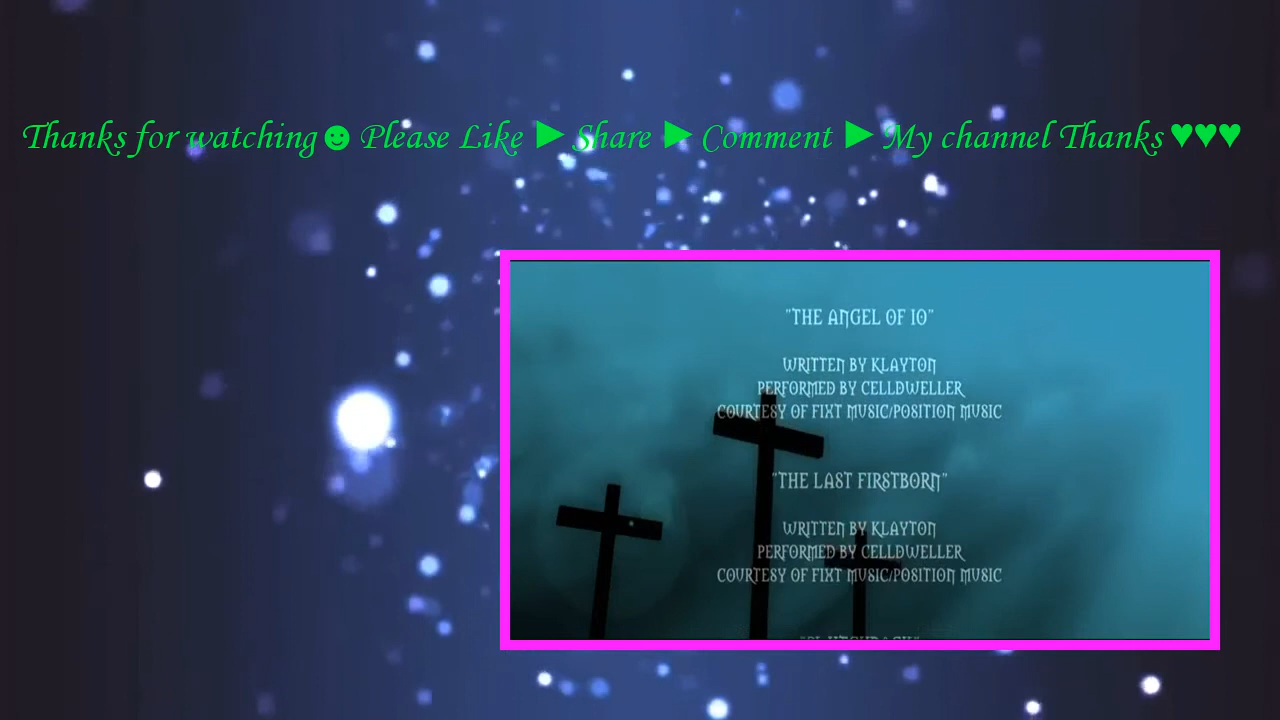 Thanks for watching☻ Please Like ► Share ► Comment ► My channel Thanks ♥♥♥
"THE ANGEL OF IO"
WRITTEN BY KLAYTON
PERFORMED BY CELLDWELLER
COURTESY OF FIXT MUSIC/POSITION MUSIC
"THE LAST FIRSTBORN"
WRITTEN BY KLAYTON
PERFORMED BY CELLDWELLER
COURTESY OF FIXT MUSIC/POSITION MUSIC